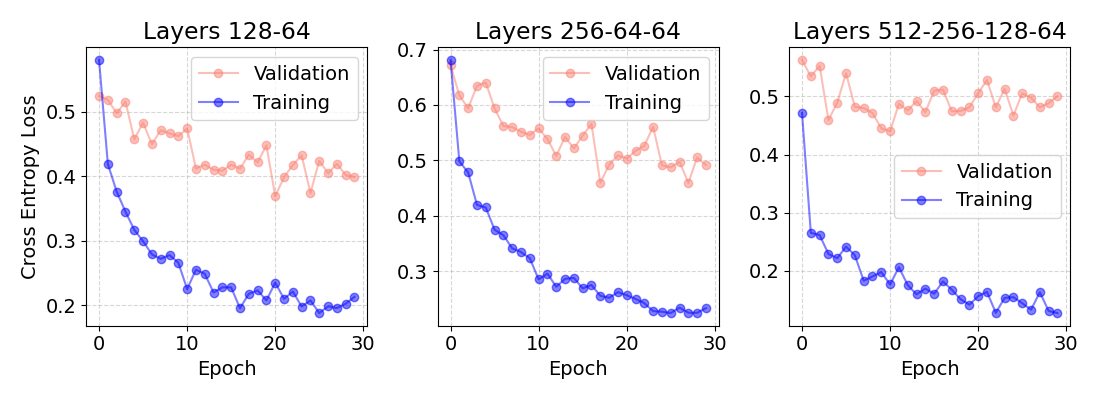 Layers 128-64
Cross Entropy Loss
0.5
0.4
0.3
0.2
Validation
Training
0
10
20
30
Epoch
Layers 256-64-64
0.7
0.6
0.5
0.4
0.3
Validation
Training
0
10
20
30
Epoch
Layers 512-256-128-64
0.5
0.4
0.3
0.2
Validation
Training
0
10
20
30
Epoch